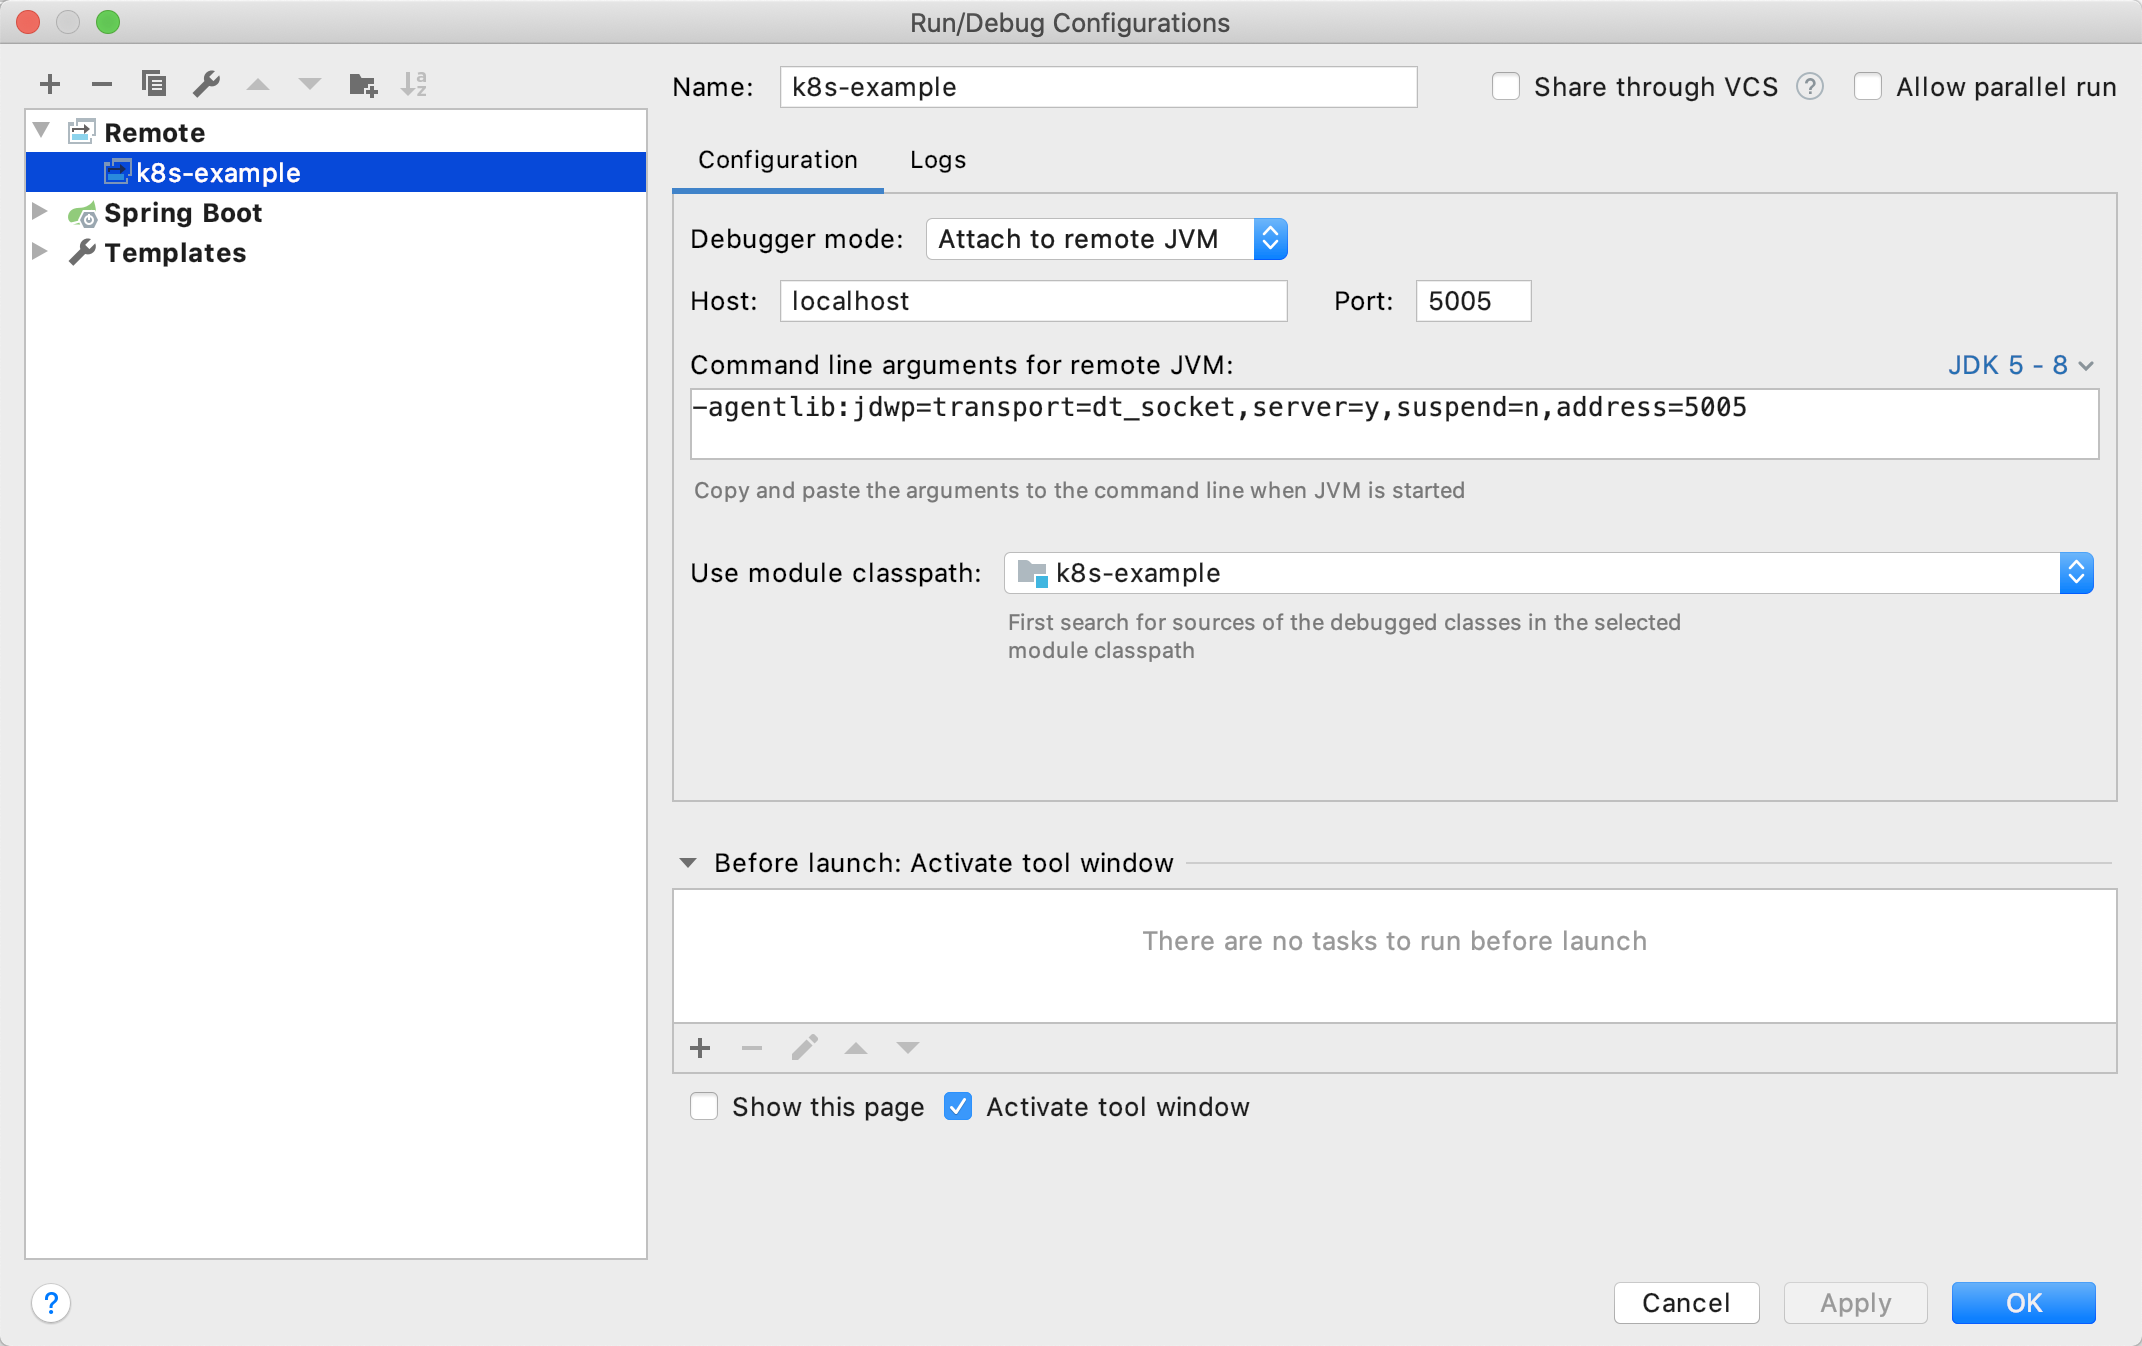 Run/Debug Configurations
Name: k8s-example Share through VCS ? Allow parallel run
Remote
k8s-example
Spring Boot
Templates
Configuration Logs
Debugger mode: Attach to remote JVM
Host: localhost Port: 5005
Command line arguments for remote JVM: JDK 5 - 8
-agentlib:jdwp=transport=dt_socket,server=y,suspend=n,address=5005
Copy and paste the arguments to the command line when JVM is started
Use module classpath: k8s-example
First search for sources of the debugged classes in the selected
module classpath
Before launch: Activate tool window
There are no tasks to run before launch
Show this page Activate tool window
? Cancel Apply OK